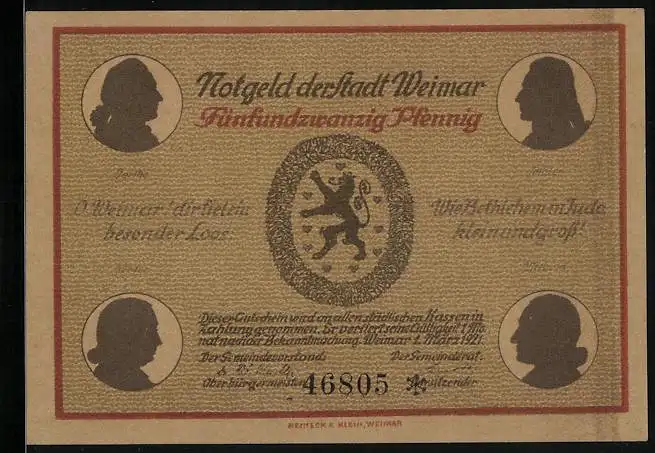 Notgeld der Stadt Weimar
Fünfundzwanzig Pfennig
Goethe
O Weimar! dir fiel ein
besonder Loos
Wie Bethlehem in Juda
klein und groß!
Dieser Gutschein wird an allen städtischen Kassen in
Zahlung genommen. Er verliert seine Gültigkeit 1 Mo
nat nach der Bekanntmachung. Weimar 1. März 1921.
Der Gemeindevorstand. Der Gemeinderat.
Oberbürgermeister 46805 Vorsitzender
REINECK & KLEIN, WEIMAR